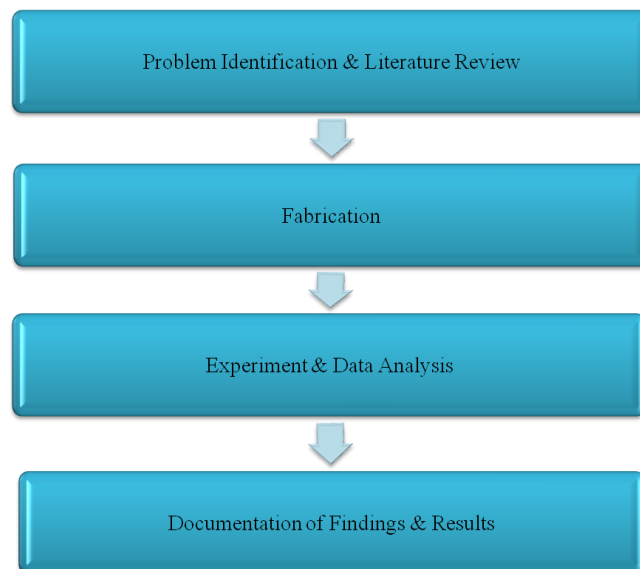 Problem Identification & Literature Review
Fabrication
Experiment & Data Analysis
Documentation of Findings & Results